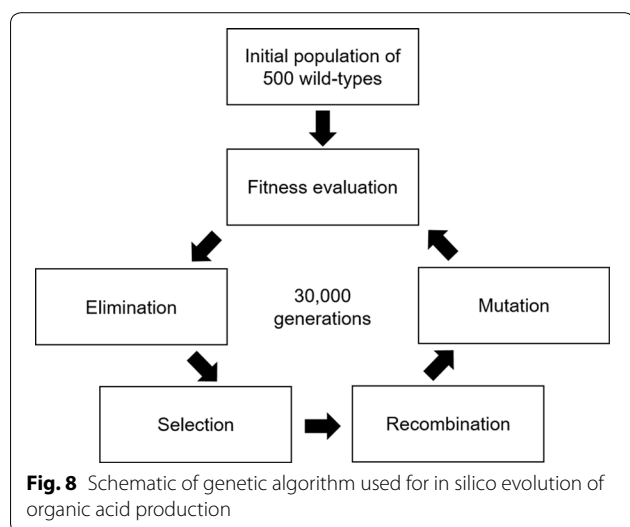 Initial population of
500 wild-types
Fitness evaluation
Elimination
30,000
generations
Mutation
Selection
Recombination
Fig. 8 Schematic of genetic algorithm used for in silico evolution of
organic acid production